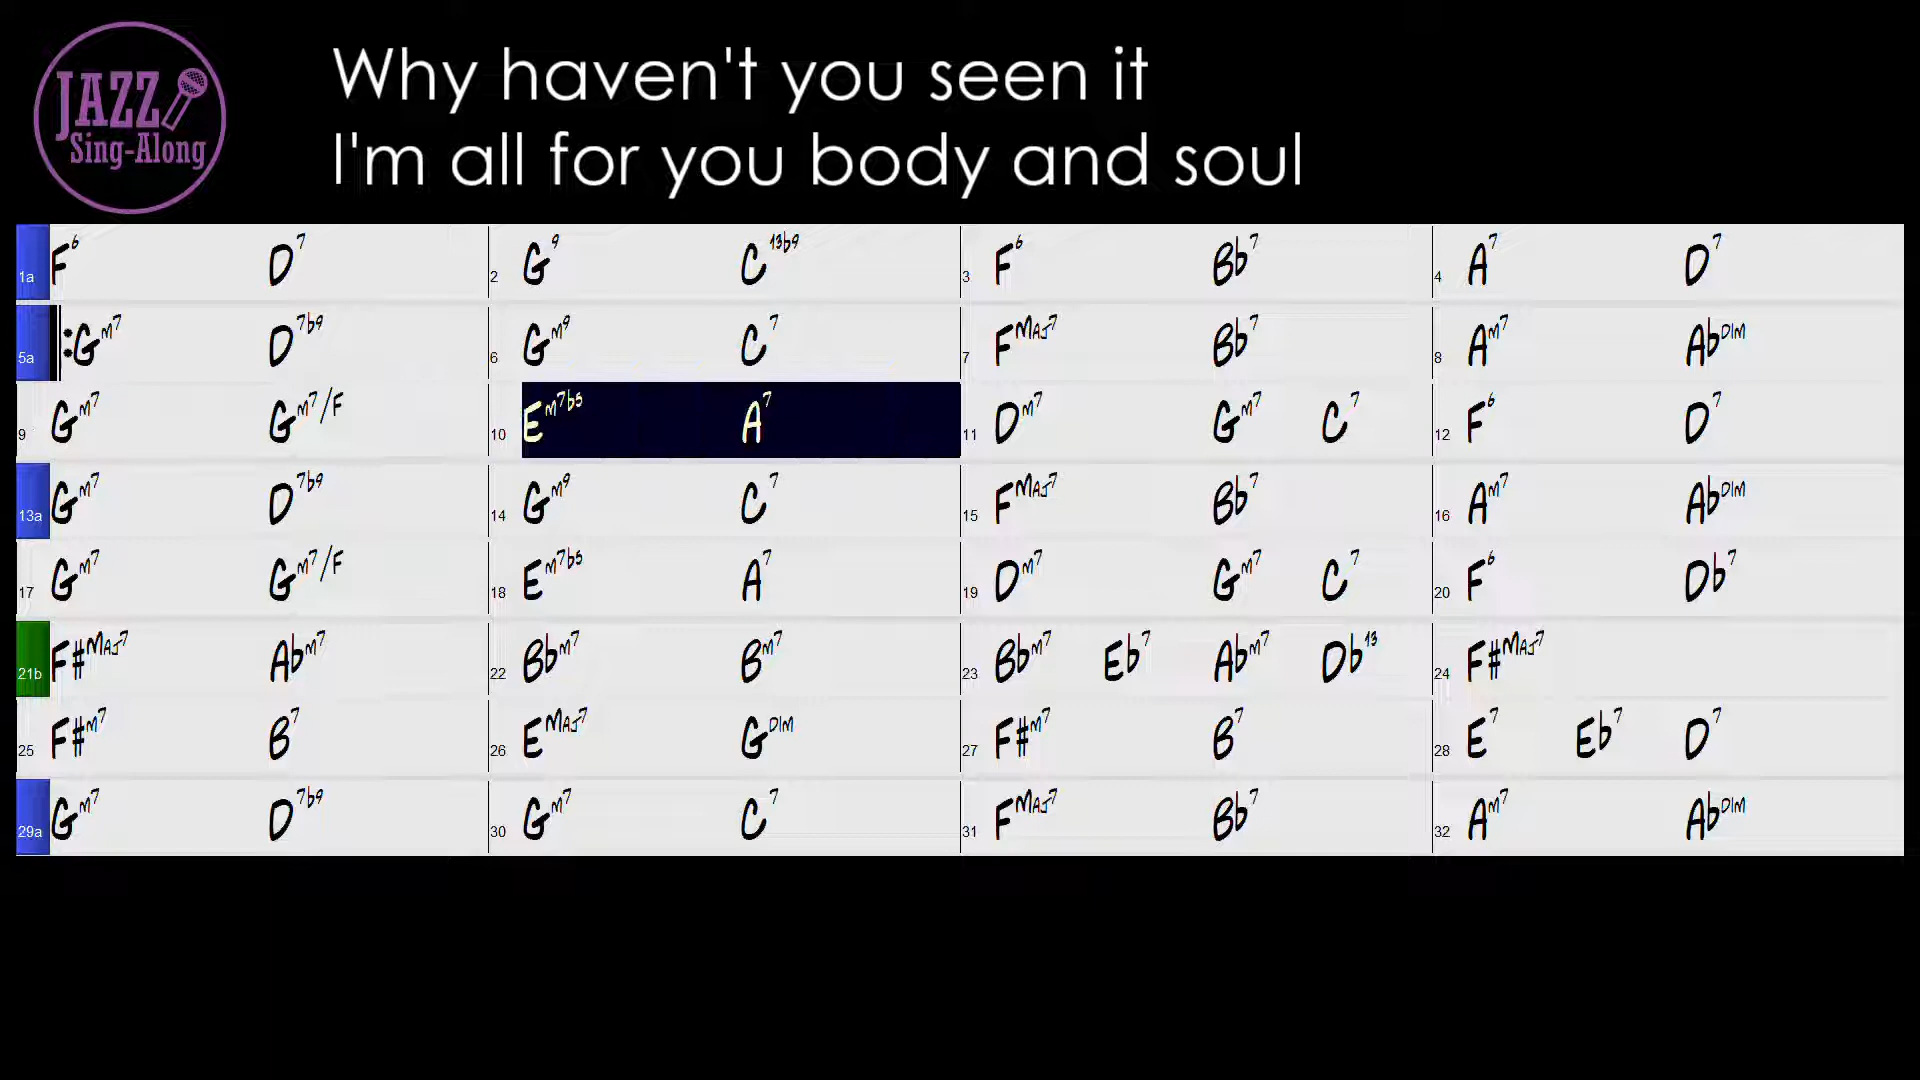 JAZZ
Sing-Along
Why haven't you seen it
I'm all for you body and soul
1a F6 D7 2 G9 C13b9 3 F6 Bb7 4 A7 D7
5a :Gm7 D7b9 6 Gm9 C7 7 FMAJ7 Bb7 8 Am7 AbDIM
9 Gm7 Gm7/F 10 Em7b5 A7 11 Dm7 Gm7 C7 12 F6 D7
13a Gm7 D7b9 14 Gm9 C7 15 FMAJ7 Bb7 16 Am7 AbDIM
17 Gm7 Gm7/F 18 Em7b5 A7 19 Dm7 Gm7 C7 20 F6 Db7
21b F#MAJ7 Abm7 22 Bbm7 Bm7 23 Bbm7 Eb7 Abm7 Db13 24 F#MAJ7
25 F#m7 B7 26 EMAJ7 GDIM 27 F#m7 B7 28 E7 Eb7 D7
29a Gm7 D7b9 30 Gm7 C7 31 FMAJ7 Bb7 32 Am7 AbDIM